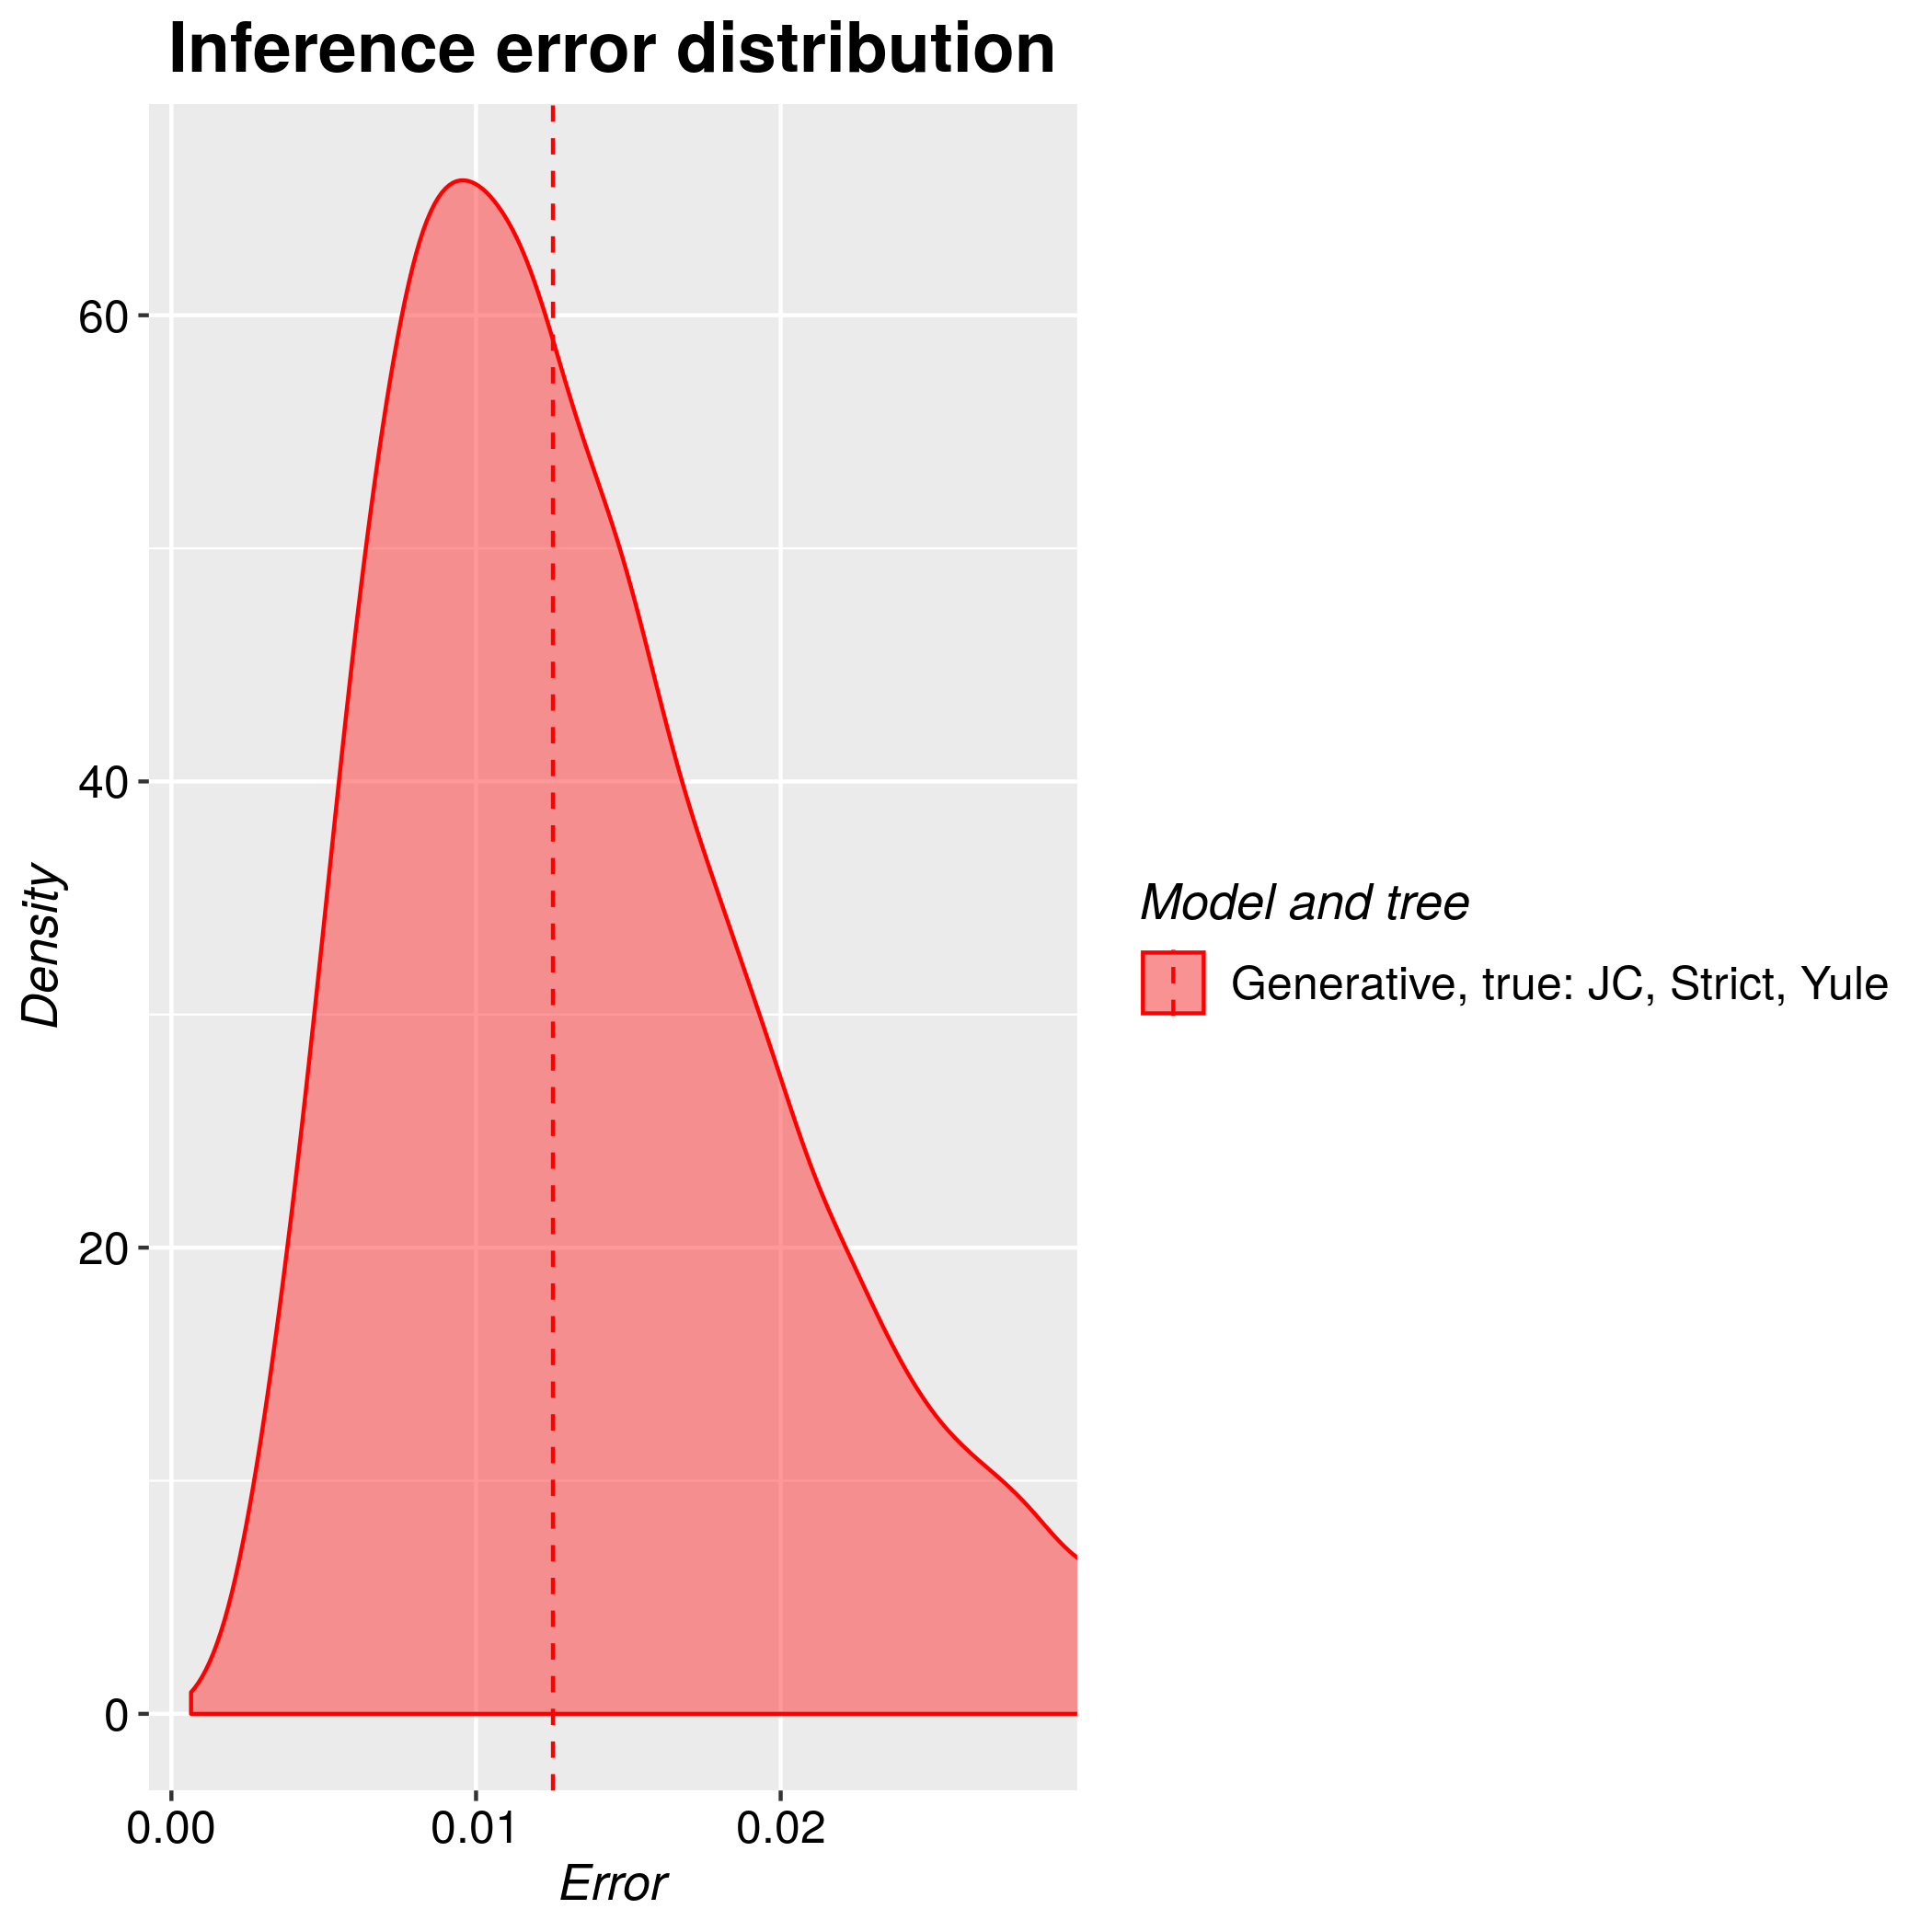 Inference error distribution
60
40
20
0
Density
0.00
0.01
0.02
Error
Model and tree
Generative, true: JC, Strict, Yule